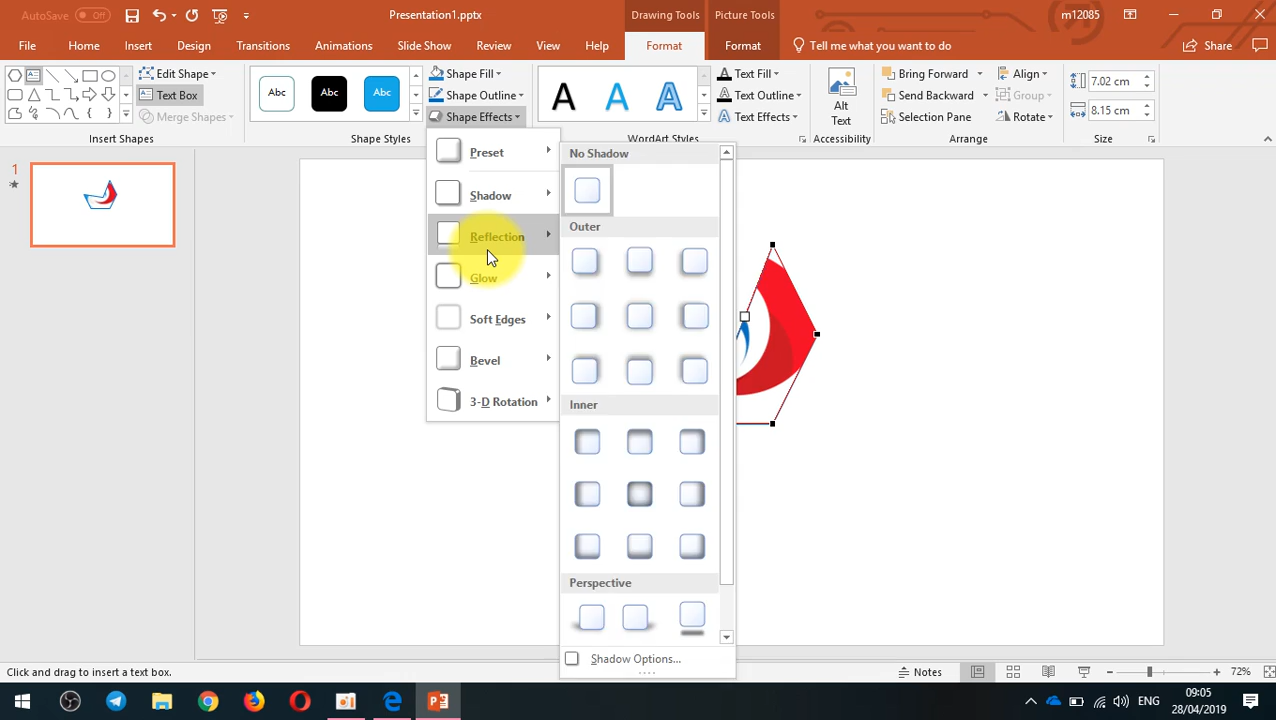 AutoSave Off Presentation1.pptx Drawing Tools Picture Tools m12085
File Home Insert Design Transitions Animations Slide Show Review View Help Format Format Tell me what you want to do Share
Edit Shape Text Box Merge Shapes
Insert Shapes
Abc Abc Abc
Shape Fill
Shape Outline
Shape Effects
Shape Styles
A A A
Text Fill
Text Outline
Text Effects
WordArt Styles
Alt
Text
Accessibility
Bring Forward
Send Backward
Selection Pane
Align
Group
Rotate
Arrange
7.02 cm
8.15 cm
Size
1
Preset
Shadow
Reflection
Glow
Soft Edges
Bevel
3-D Rotation
No Shadow
Outer
Inner
Perspective
Shadow Options...
Click and drag to insert a text box. Notes 72%
ENG 09:05
28/04/2019